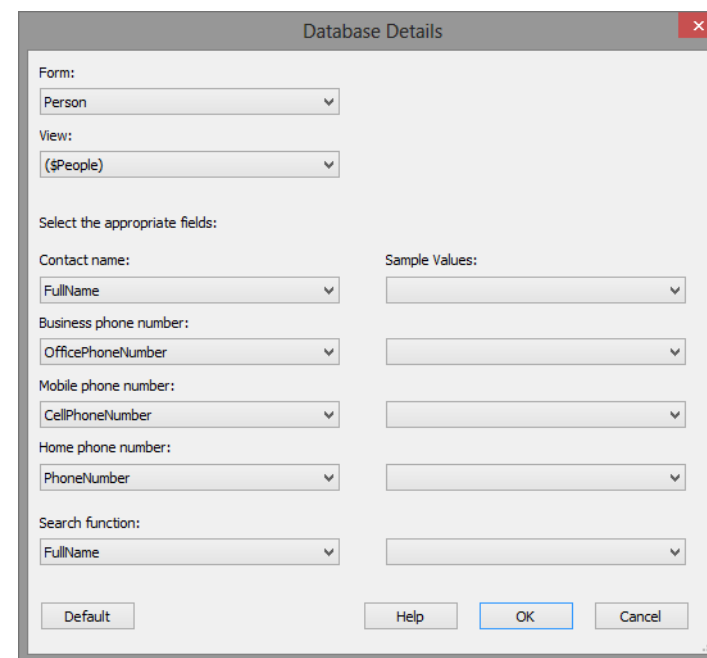 Database Details
Form:
Person
View:
($People)
Select the appropriate fields:
Contact name:
Sample Values:
FullName
Business phone number:
OfficePhoneNumber
Mobile phone number:
CellPhoneNumber
Home phone number:
PhoneNumber
Search function:
FullName
Default
Help
OK
Cancel